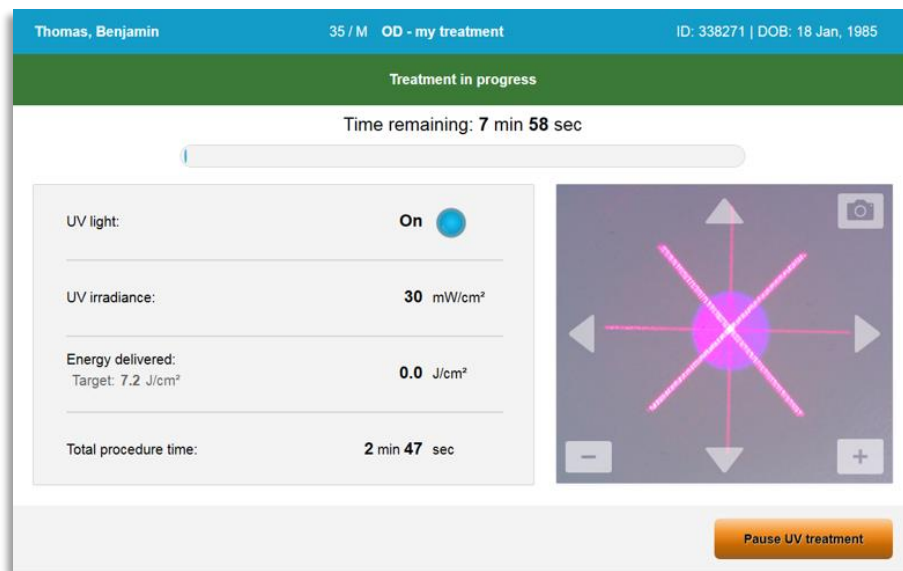 Thomas, Benjamin 35 / M OD - my treatment ID: 338271 | DOB: 18 Jan, 1985
Treatment in progress
Time remaining: 7 min 58 sec
UV light: On
UV irradiance: 30 mW/cm²
Energy delivered:
Target: 7.2 J/cm² 0.0 J/cm²
Total procedure time: 2 min 47 sec
Pause UV treatment